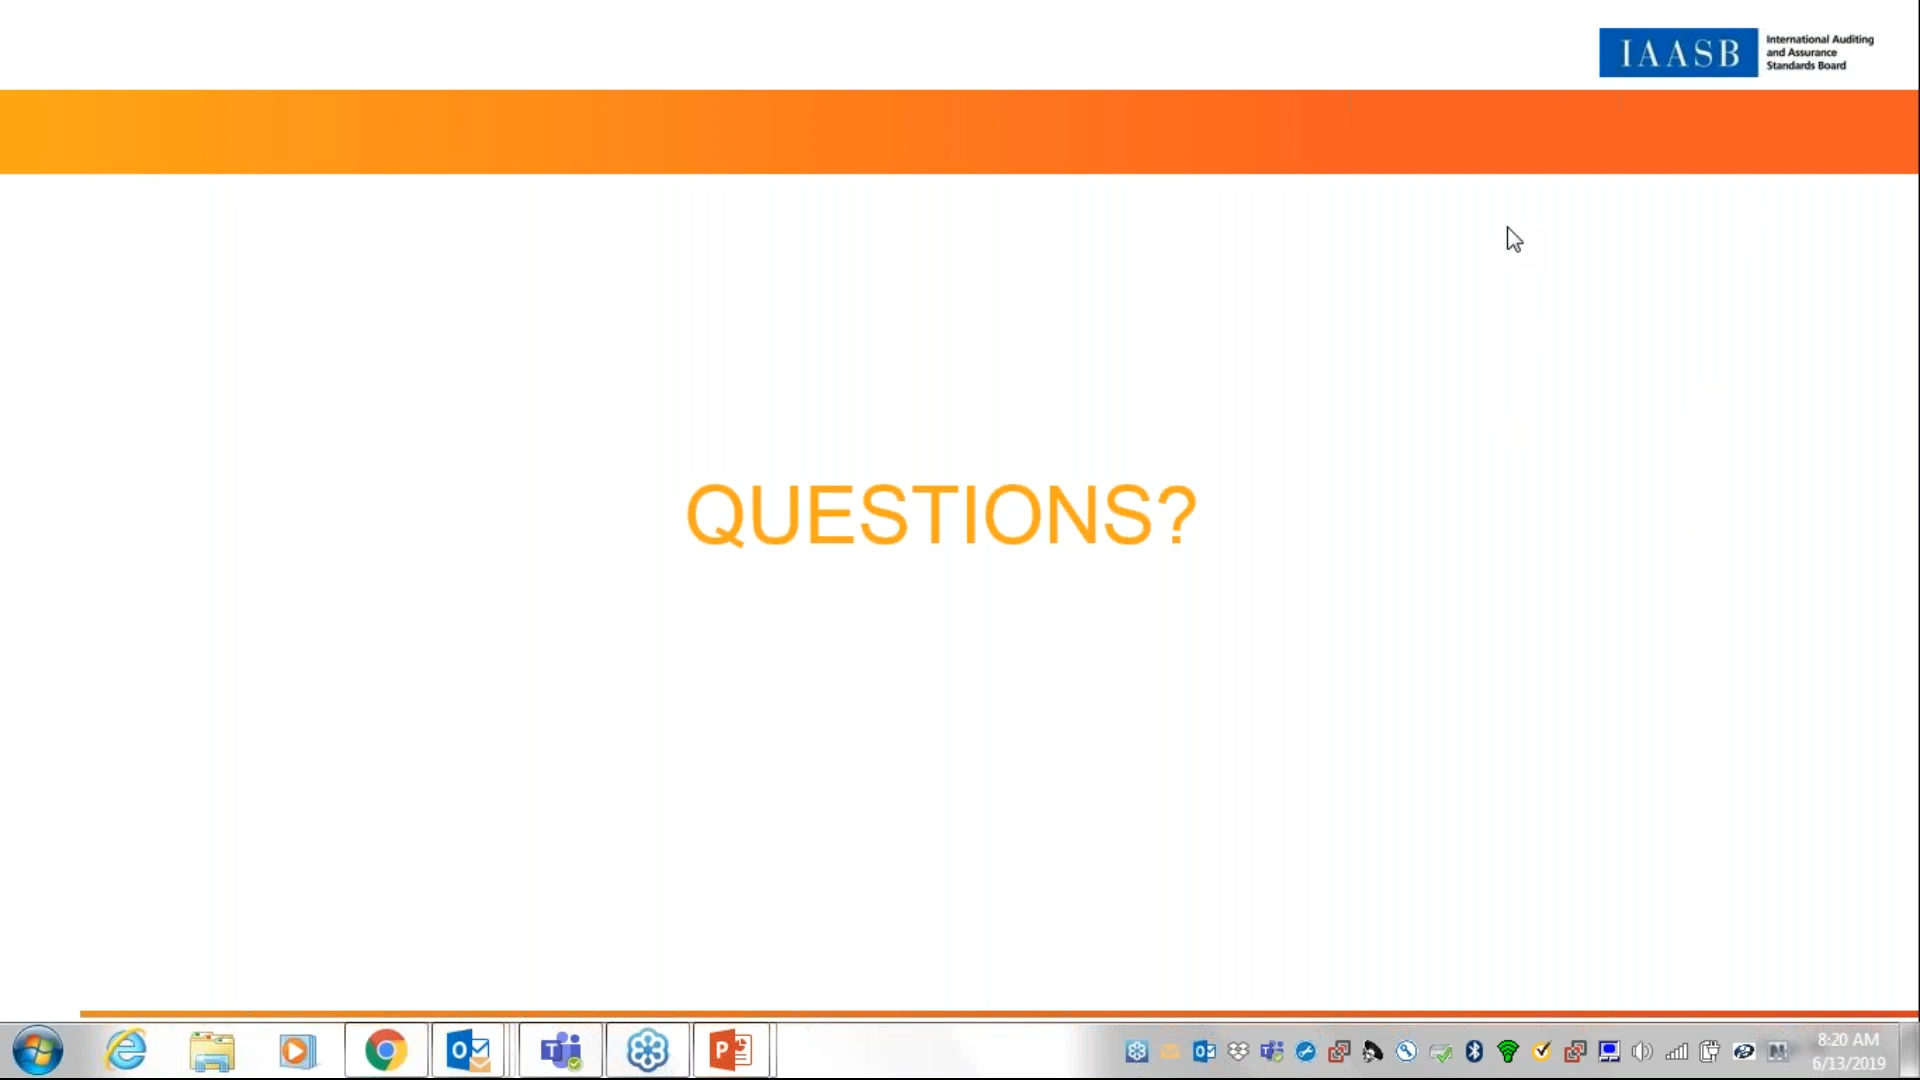 IAASB
International Auditing
and Assurance
Standards Board
QUESTIONS?
8:20 AM
6/13/2019